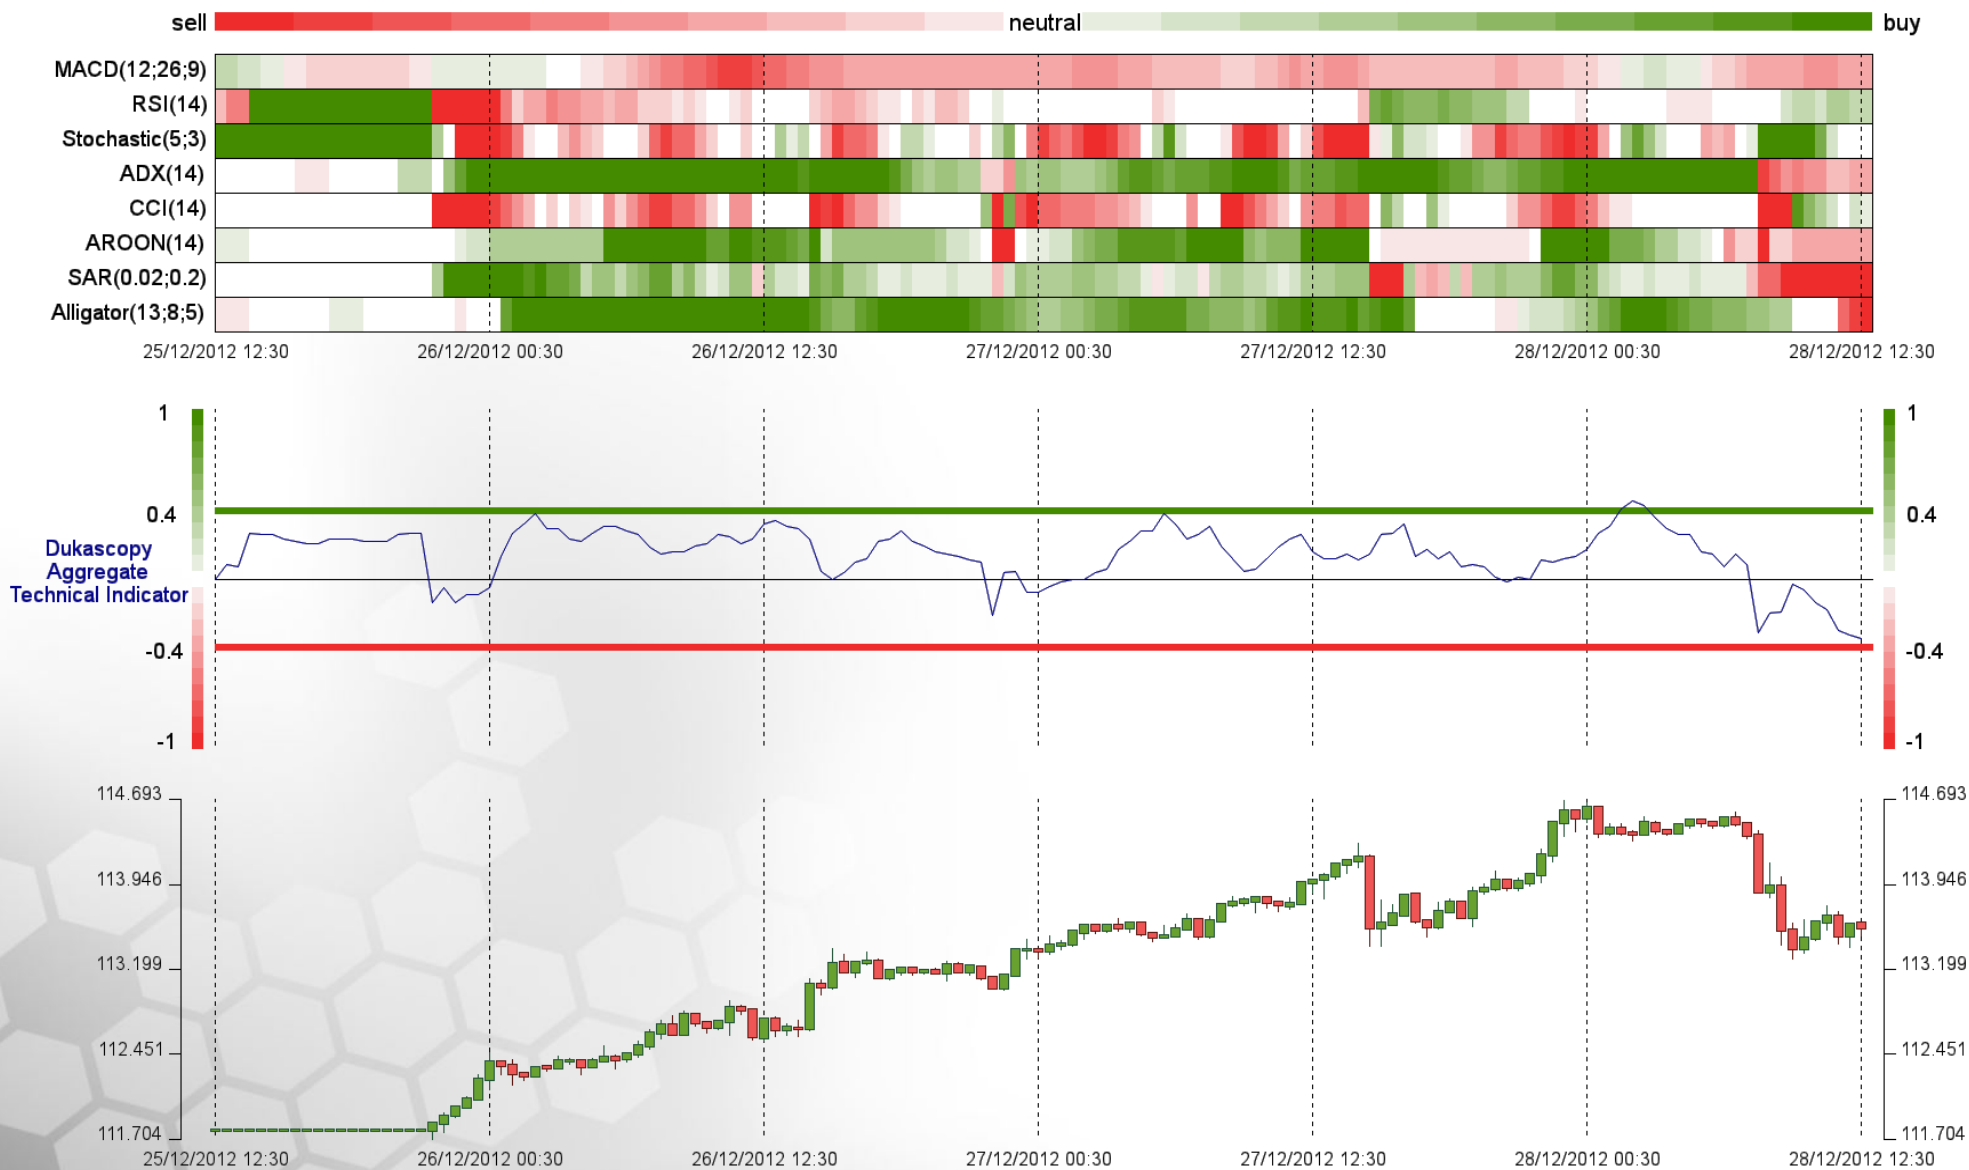 sell neutral buy
MACD(12;26;9)
RSI(14)
Stochastic(5;3)
ADX(14)
CCI(14)
AROON(14)
SAR(0.02;0.2)
Alligator(13;8;5)
25/12/2012 12:30 26/12/2012 00:30 26/12/2012 12:30 27/12/2012 00:30 27/12/2012 12:30 28/12/2012 00:30 28/12/2012 12:30
1 1
0.4 0.4
Dukascopy
Aggregate
Technical Indicator
-0.4 -0.4
-1 -1
114.693 114.693
113.946 113.946
113.199 113.199
112.451 112.451
111.704 111.704
25/12/2012 12:30 26/12/2012 00:30 26/12/2012 12:30 27/12/2012 00:30 27/12/2012 12:30 28/12/2012 00:30 28/12/2012 12:30